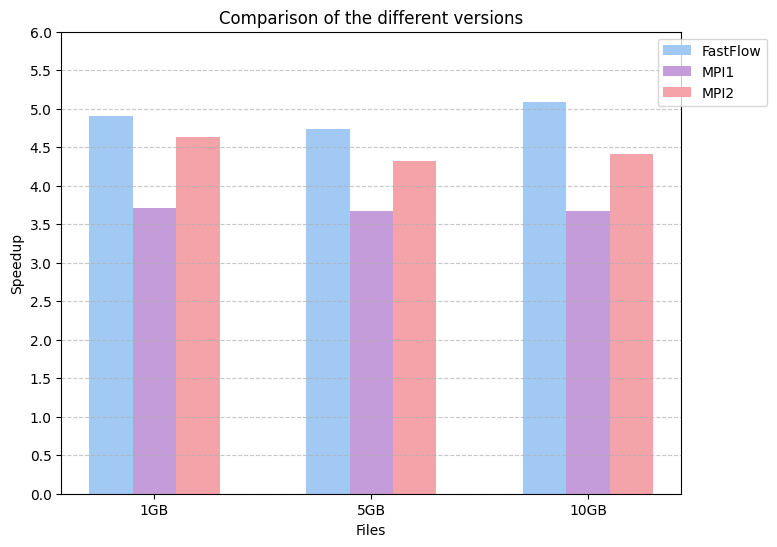 Comparison of the different versions
FastFlow
MPI1
MPI2
Speedup
6.0
5.5
5.0
4.5
4.0
3.5
3.0
2.5
2.0
1.5
1.0
0.5
0.0
1GB
5GB
10GB
Files